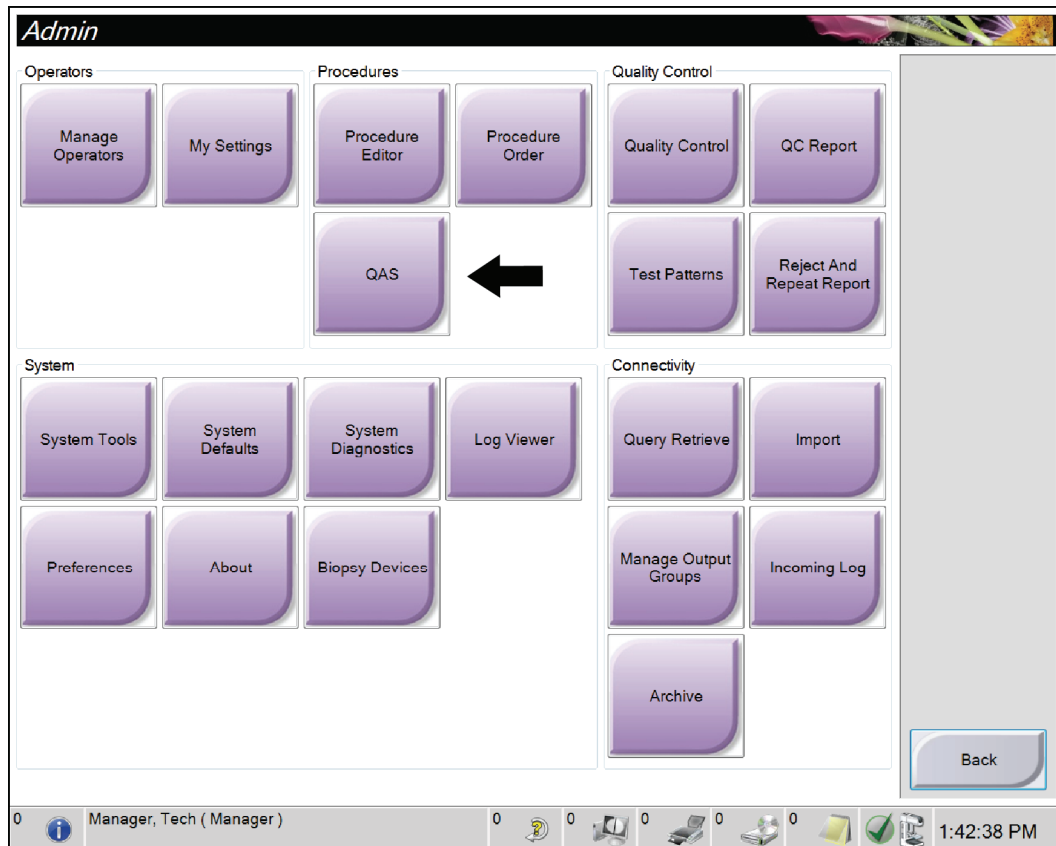 Admin
Operators
Manage
Operators
My Settings
Procedures
Procedure
Editor
Procedure
Order
QAS
Quality Control
Quality Control
QC Report
Test Patterns
Reject And
Repeat Report
System
System Tools
System
Defaults
System
Diagnostics
Log Viewer
Preferences
About
Biopsy Devices
Connectivity
Query Retrieve
Import
Manage Output
Groups
Incoming Log
Archive
Back
0
Manager, Tech ( Manager )
0
0
0
0
0
1:42:38 PM